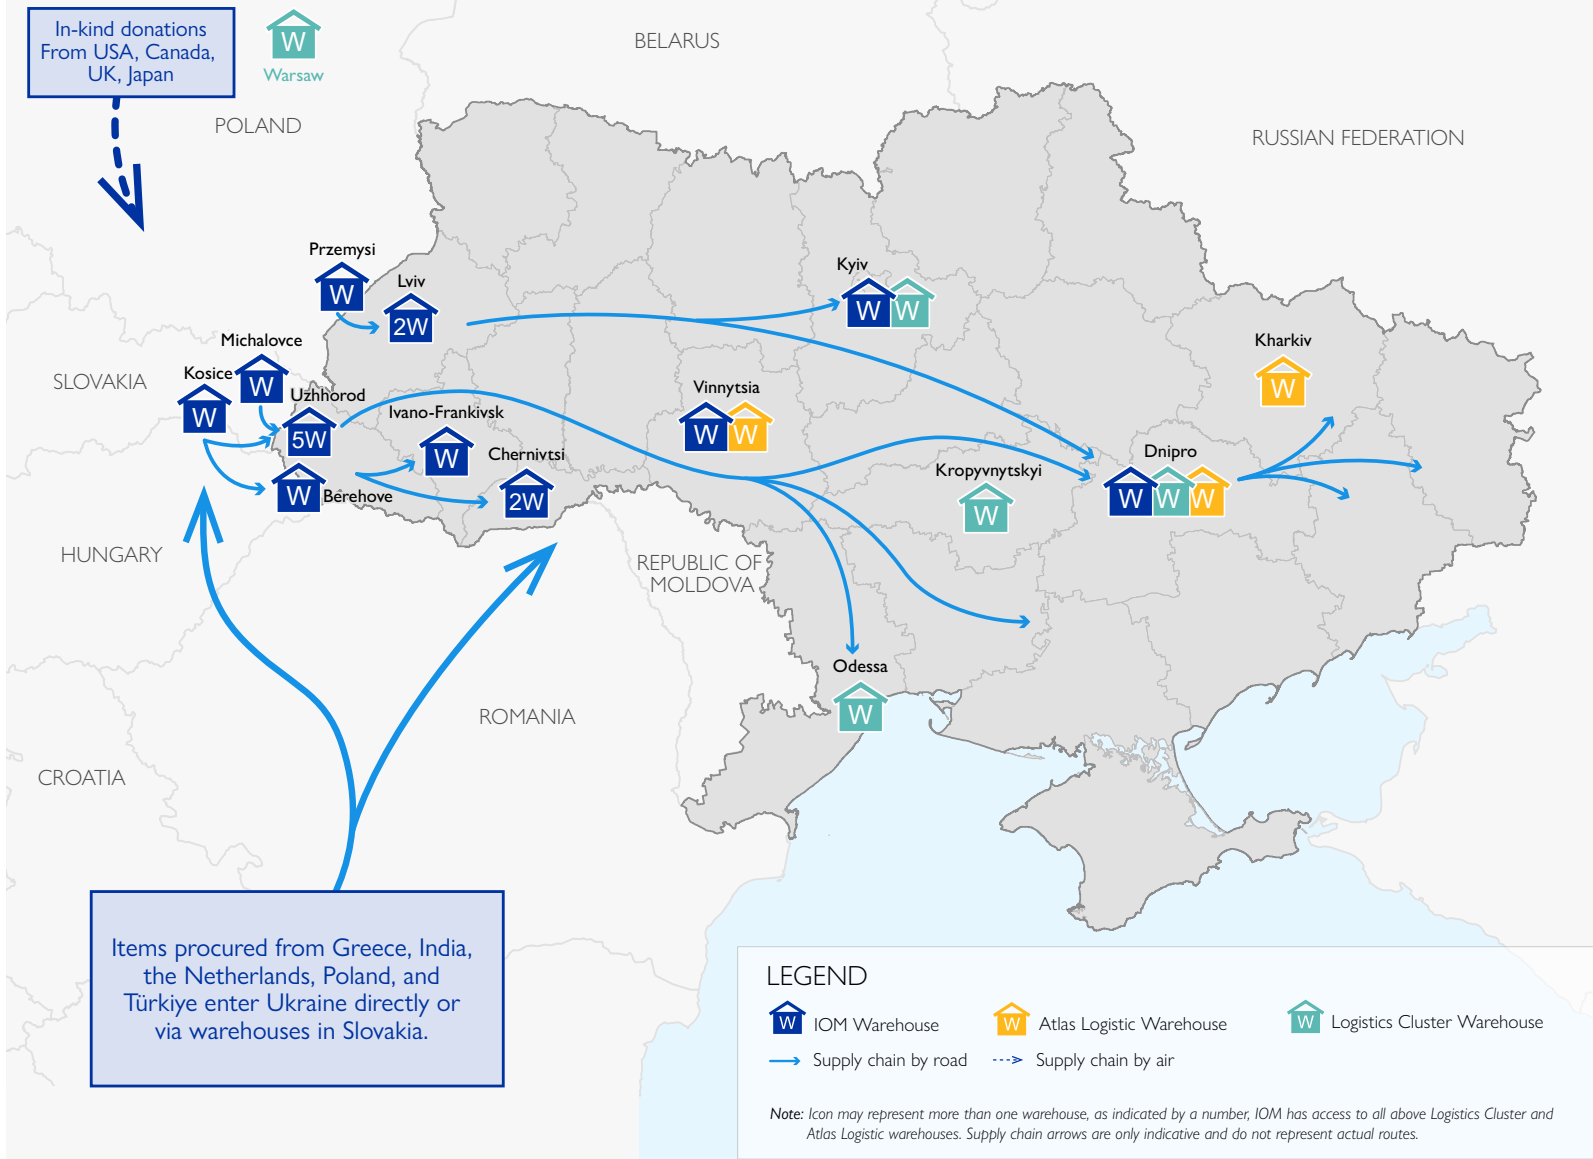 In-kind donations
From USA, Canada,
UK, Japan
W
Warsaw
BELARUS
POLAND
RUSSIAN FEDERATION
Przemysi
W
Lviv
2W
Kyiv
W
W
Michalovce
W
Kosice
W
SLOVAKIA
Uzhhorod
5W
Ivano-Frankivsk
W
Vinnytsia
W
W
Kharkiv
W
Chernivtsi
2W
W
Berehove
Kropyvnytskyi
W
Dnipro
W
W
W
HUNGARY
REPUBLIC OF
MOLDOVA
Odessa
W
ROMANIA
CROATIA
Items procured from Greece, India,
the Netherlands, Poland, and
Türkiye enter Ukraine directly or
via warehouses in Slovakia.
LEGEND
W IOM Warehouse
W Atlas Logistic Warehouse
W Logistics Cluster Warehouse
Supply chain by road
Supply chain by air
Note: Icon may represent more than one warehouse, as indicated by a number, IOM has access to all above Logistics Cluster and
Atlas Logistic warehouses. Supply chain arrows are only indicative and do not represent actual routes.